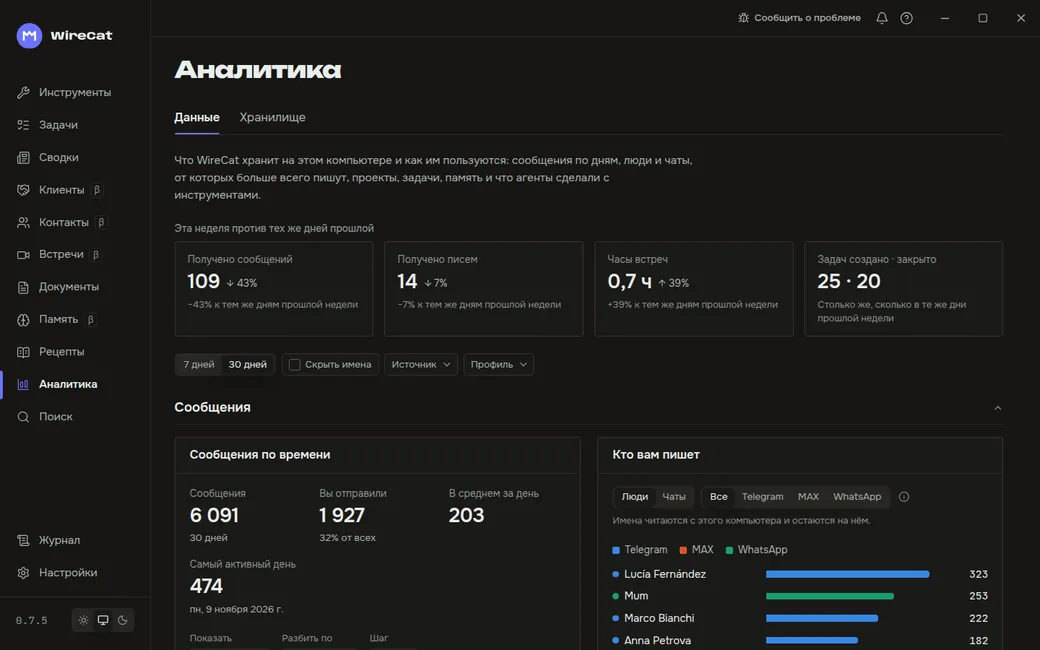 WireCat
Сообщить о проблеме
Инструменты
Задачи
Сводки
Клиенты β
Контакты β
Встречи β
Документы
Память β
Рецепты
Аналитика
Поиск
Журнал
Настройки
0.7.5
Аналитика
Данные Хранилище
Что WireCat хранит на этом компьютере и как им пользуются: сообщения по дням, люди и чаты,
от которых больше всего пишут, проекты, задачи, память и что агенты сделали с
инструментами.
Эта неделя против тех же дней прошлой
Получено сообщений
109 ↓ 43%
−43% к тем же дням прошлой недели
Получено писем
14 ↓ 7%
−7% к тем же дням прошлой недели
Часы встреч
0,7 ч ↑ 39%
+39% к тем же дням прошлой недели
Задач создано · закрыто
25 · 20
Столько же, сколько в те же дни
прошлой недели
7 дней 30 дней Скрыть имена Источник Профиль
Сообщения
Сообщения по времени
Сообщения
6 091
30 дней
Вы отправили
1 927
32% от всех
В среднем за день
203
Самый активный день
474
пн, 9 ноября 2026 г.
Показать Разбить по Шаг
Кто вам пишет
Люди Чаты Все Telegram MAX WhatsApp
Имена читаются с этого компьютера и остаются на нём.
Telegram MAX WhatsApp
Lucía Fernández 323
Mum 253
Marco Bianchi 222
Anna Petrova 182